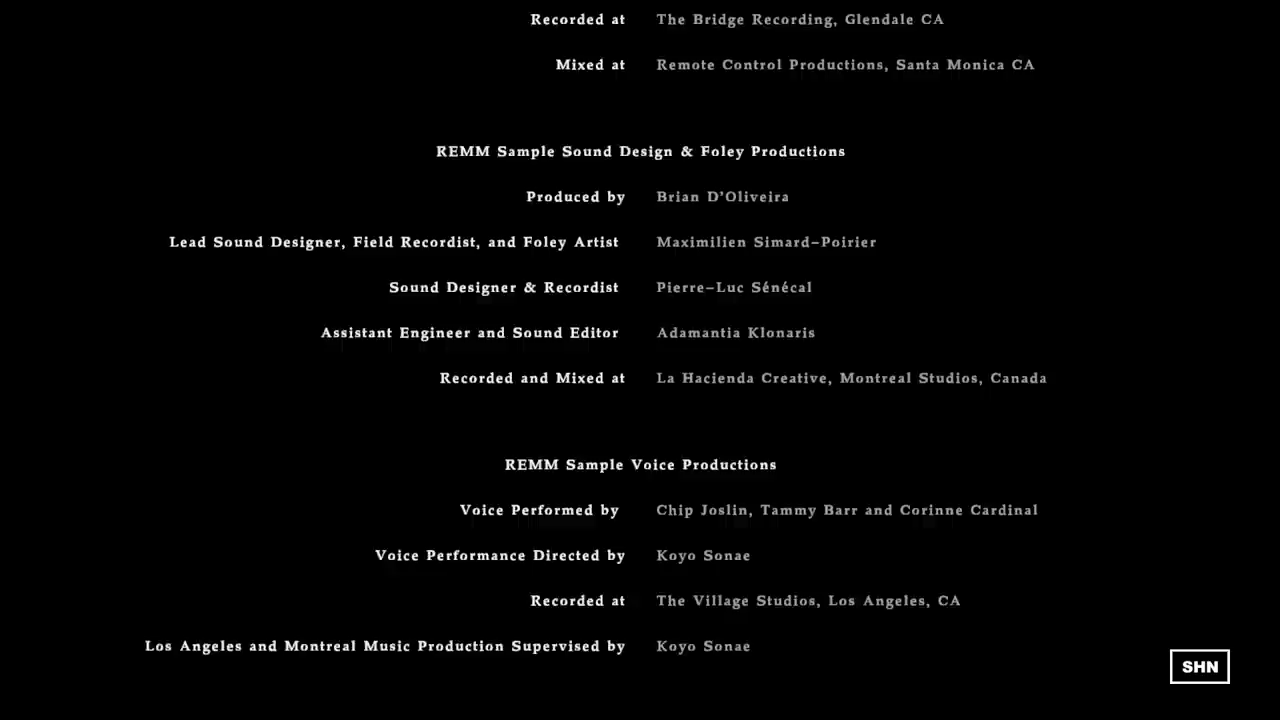 Recorded at The Bridge Recording, Glendale CA
Mixed at Remote Control Productions, Santa Monica CA
REMM Sample Sound Design & Foley Productions
Produced by Brian D'Oliveira
Lead Sound Designer, Field Recordist, and Foley Artist Maximilien Simard-Poirier
Sound Designer & Recordist Pierre-Luc Sénécal
Assistant Engineer and Sound Editor Adamantia Klonaris
Recorded and Mixed at La Hacienda Creative, Montreal Studios, Canada
REMM Sample Voice Productions
Voice Performed by Chip Joslin, Tammy Barr and Corinne Cardinal
Voice Performance Directed by Koyo Sonae
Recorded at The Village Studios, Los Angeles, CA
Los Angeles and Montreal Music Production Supervised by Koyo Sonae
SHN